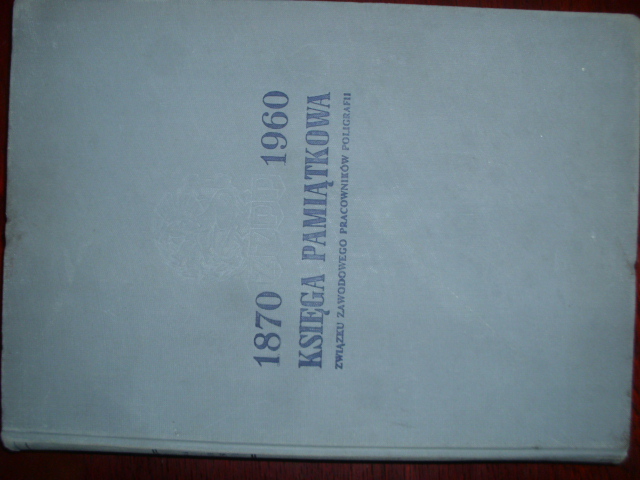 1870 1960
KSIĘGA PAMIĄTKOWA
ZWIĄZKU ZAWODOWEGO PRACOWNIKÓW POLIGRAFII